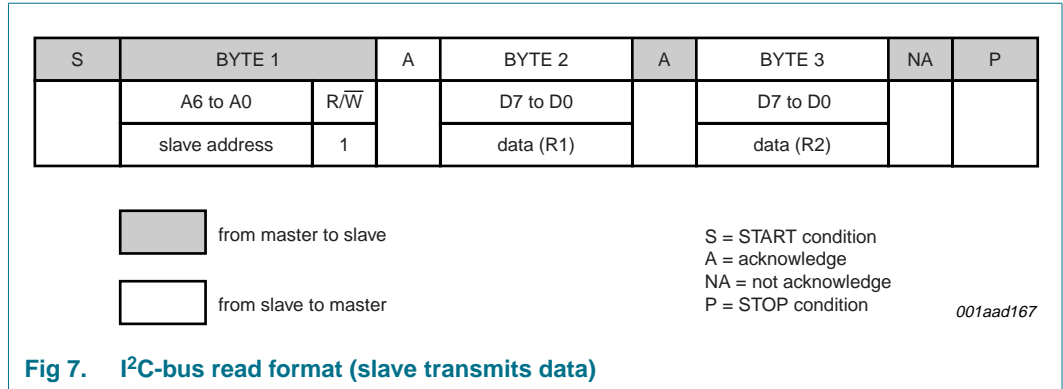 S BYTE 1 A BYTE 2 A BYTE 3 NA P
A6 to A0 R/W̅ D7 to D0 D7 to D0
slave address 1 data (R1) data (R2)
from master to slave
from slave to master
S = START condition
A = acknowledge
NA = not acknowledge
P = STOP condition
001aad167
Fig 7. I²C-bus read format (slave transmits data)